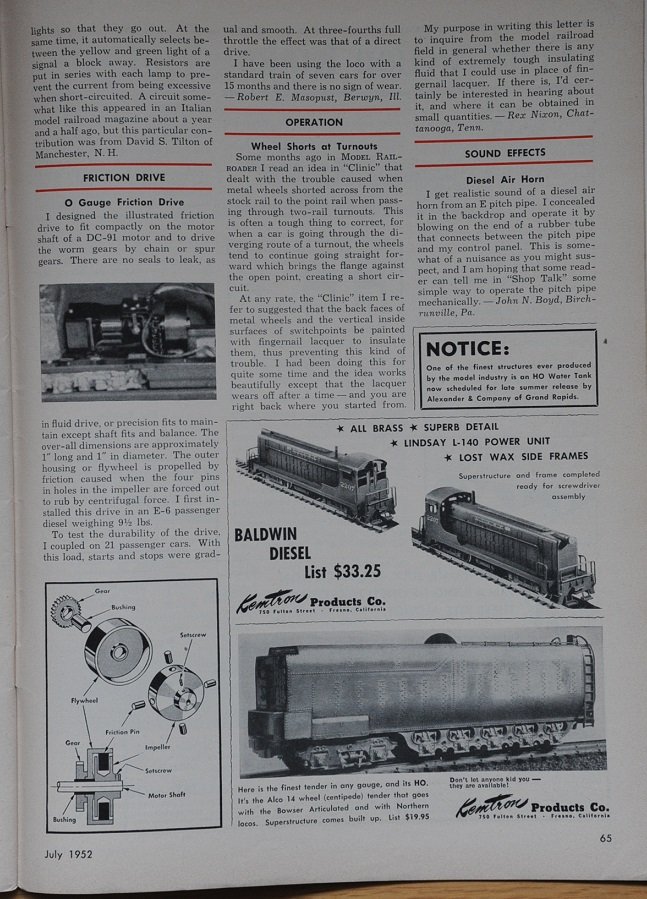 lights so that they go out. At the
same time, it automatically selects be-
tween the yellow and green light of a
signal a block away. Resistors are
put in series with each lamp to pre-
vent the current from being excessive
when short-circuited. A circuit some-
what like this appeared in an Italian
model railroad magazine about a year
and a half ago, but this particular con-
tribution was from David S. Tilton of
Manchester, N. H.
FRICTION DRIVE
O Gauge Friction Drive
I designed the illustrated friction
drive to fit compactly on the motor
shaft of a DC-91 motor and to drive
the worm gears by chain or spur
gears. There are no seals to leak, as
in fluid drive, or precision fits to main-
tain except shaft fits and balance. The
over-all dimensions are approximately
1″ long and 1″ in diameter. The outer
housing or flywheel is propelled by
friction caused when the four pins
in holes in the impeller are forced out
to rub by centrifugal force. I first in-
stalled this drive in an E-6 passenger
diesel weighing 9½ lbs.
To test the durability of the drive,
I coupled on 21 passenger cars. With
this load, starts and stops were grad-
Gear
Bushing
Setscrew
Flywheel
Friction Pin
Impeller
Gear
Setscrew
Motor Shaft
Bushing
ual and smooth. At three-fourths full
throttle the effect was that of a direct
drive.
I have been using the loco with a
standard train of seven cars for over
15 months and there is no sign of wear.
— Robert E. Masopust, Berwyn, Ill.
OPERATION
Wheel Shorts at Turnouts
Some months ago in MODEL RAIL-
ROADER I read an idea in “Clinic” that
dealt with the trouble caused when
metal wheels shorted across from the
stock rail to the point rail when pass-
ing through two-rail turnouts. This
is often a tough thing to correct, for
when a car is going through the di-
verging route of a turnout, the wheels
tend to continue going straight for-
ward which brings the flange against
the open point, creating a short cir-
cuit.
At any rate, the “Clinic” item I re-
fer to suggested that the back faces of
metal wheels and the vertical inside
surfaces of switchpoints be painted
with fingernail lacquer to insulate
them, thus preventing this kind of
trouble. I had been doing this for
quite some time and the idea works
beautifully except that the lacquer
wears off after a time — and you are
right back where you started from.
My purpose in writing this letter is
to inquire from the model railroad
field in general whether there is any
kind of extremely tough insulating
fluid that I could use in place of fin-
gernail lacquer. If there is, I'd cer-
tainly be interested in hearing about
it, and where it can be obtained in
small quantities. — Rex Nixon, Chat-
tanooga, Tenn.
SOUND EFFECTS
Diesel Air Horn
I get realistic sound of a diesel air
horn from an E pitch pipe. I concealed
it in the backdrop and operate it by
blowing on the end of a rubber tube
that connects between the pitch pipe
and my control panel. This is some-
what of a nuisance as you might sus-
pect, and I am hoping that some read-
er can tell me in “Shop Talk” some
simple way to operate the pitch pipe
mechanically. — John N. Boyd, Birch-
runville, Pa.
NOTICE:
One of the finest structures ever produced
by the model industry is an HO Water Tank
now scheduled for late summer release by
Alexander & Company of Grand Rapids.
★ ALL BRASS ★ SUPERB DETAIL
★ LINDSAY L-140 POWER UNIT
★ LOST WAX SIDE FRAMES
Superstructure and frame completed
ready for screwdriver
assembly
BALDWIN
DIESEL
List $33.25
Kemtron Products Co.
750 Fulton Street - Fresno, California
Here is the finest tender in any gauge, and its HO.
It's the Alco 14 wheel (centipede) tender that goes
with the Bowser Articulated and with Northern
locos. Superstructure comes built up. List $19.95
Don't let anyone kid you —
they are available!
Kemtron Products Co.
750 Fulton Street - Fresno, California
July 1952
65